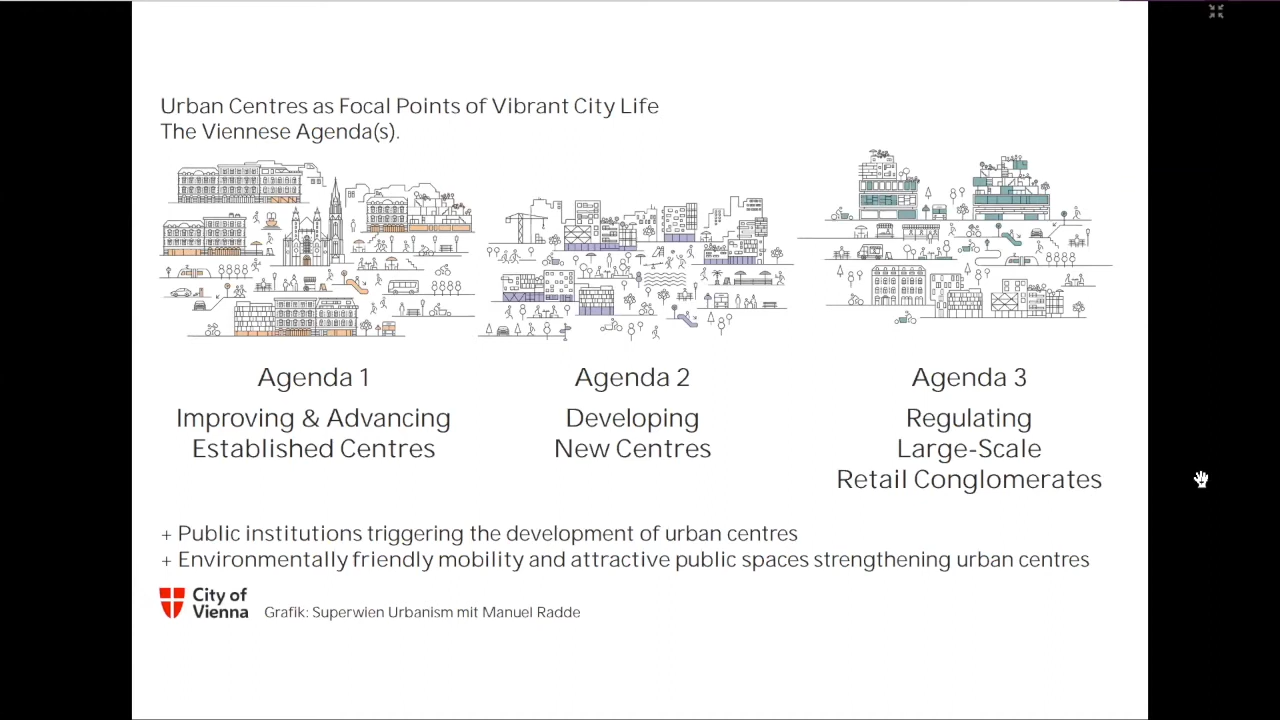 Urban Centres as Focal Points of Vibrant City Life
The Viennese Agenda(s).
Agenda 1
Improving & Advancing
Established Centres
Agenda 2
Developing
New Centres
Agenda 3
Regulating
Large-Scale
Retail Conglomerates
+ Public institutions triggering the development of urban centres
+ Environmentally friendly mobility and attractive public spaces strengthening urban centres
City of
Vienna
Grafik: Superwien Urbanism mit Manuel Radde